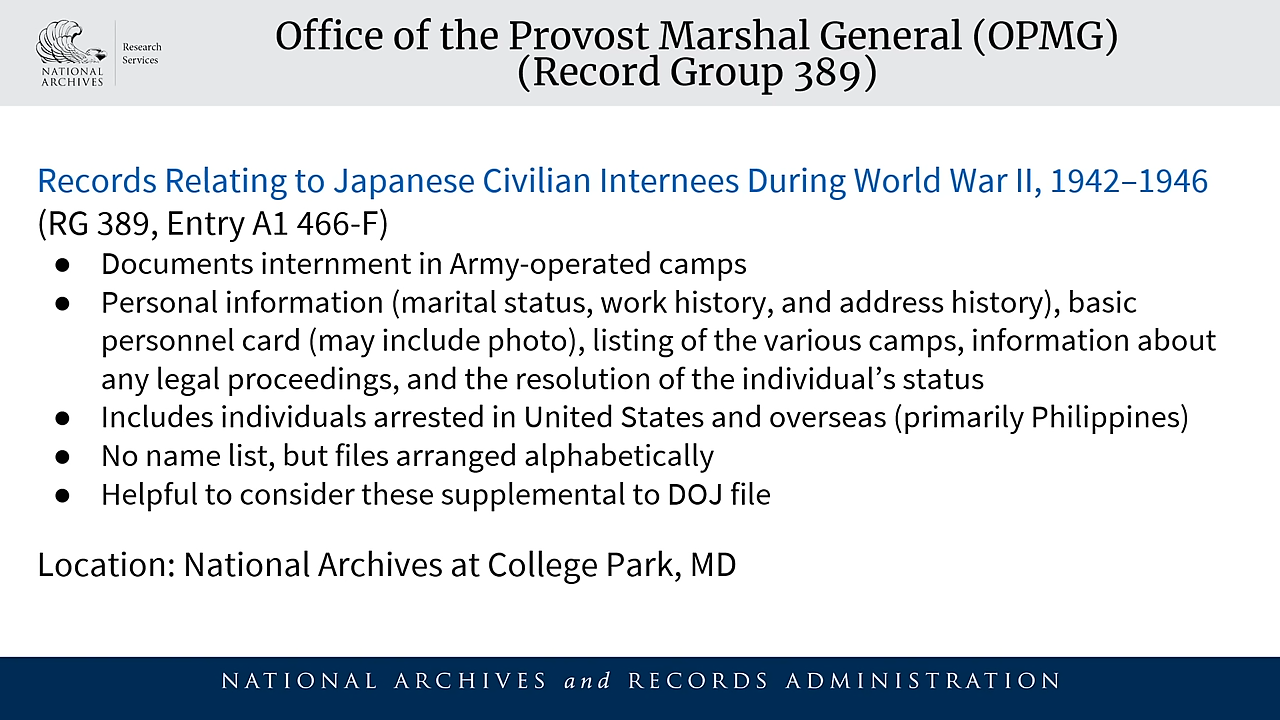 NATIONAL
ARCHIVES
Research
Services
Office of the Provost Marshal General (OPMG)
(Record Group 389)
Records Relating to Japanese Civilian Internees During World War II, 1942–1946
(RG 389, Entry A1 466-F)
● Documents internment in Army-operated camps
● Personal information (marital status, work history, and address history), basic
personnel card (may include photo), listing of the various camps, information about
any legal proceedings, and the resolution of the individual’s status
● Includes individuals arrested in United States and overseas (primarily Philippines)
● No name list, but files arranged alphabetically
● Helpful to consider these supplemental to DOJ file
Location: National Archives at College Park, MD
NATIONAL ARCHIVES and RECORDS ADMINISTRATION